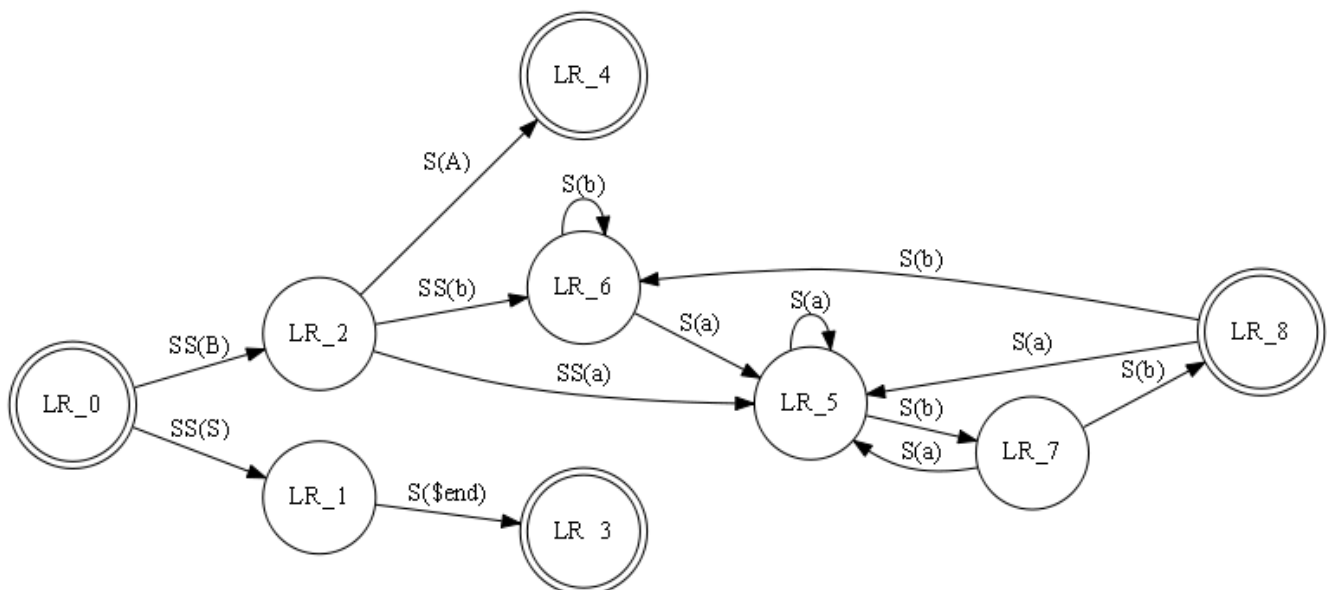 LR_4
S(A)
S(b)
LR_6
SS(b)
S(b)
S(a)
S(a)
LR_8
LR_2
SS(B)
S(a)
S(b)
SS(a)
LR_0
LR_5
S(b)
SS(S)
S(a)
LR_7
LR_1
S($end)
LR_3